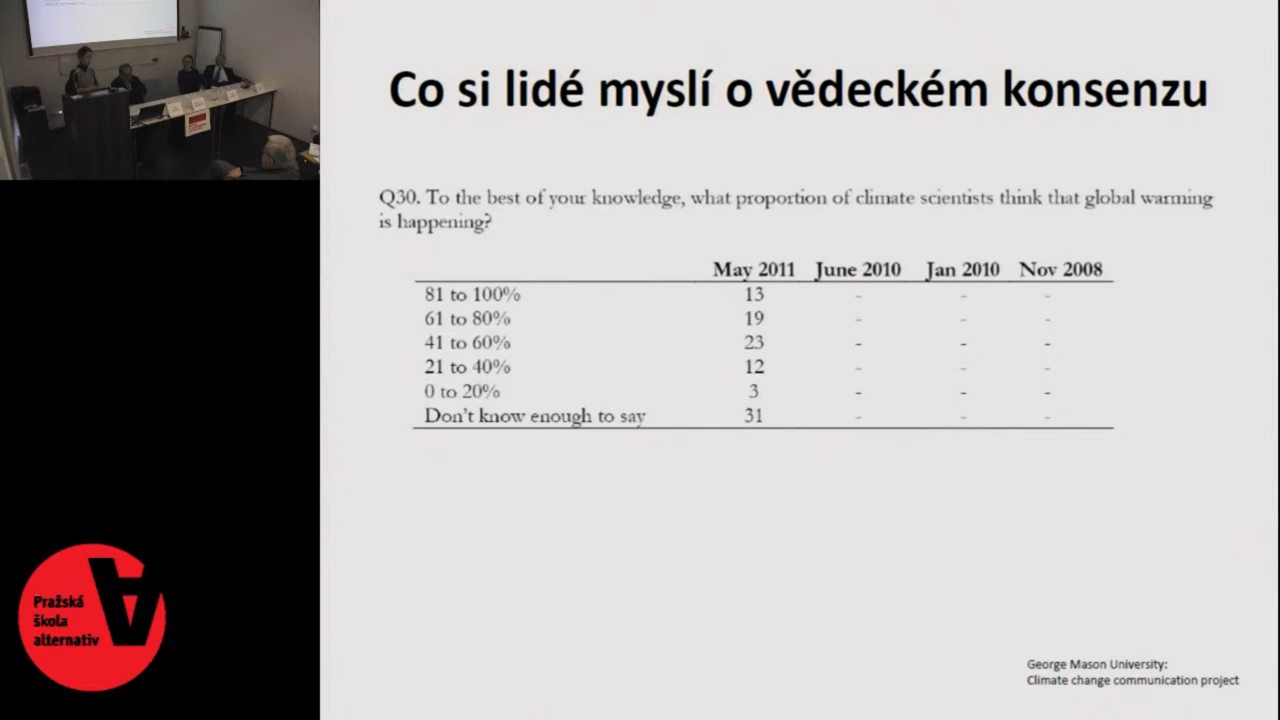 Co si lidé myslí o vědeckém konsenzu
Q30. To the best of your knowledge, what proportion of climate scientists think that global warming
is happening?
May 2011 June 2010 Jan 2010 Nov 2008
81 to 100% 13 - - -
61 to 80% 19 - - -
41 to 60% 23 - - -
21 to 40% 12 - - -
0 to 20% 3 - - -
Don't know enough to say 31 - - -
Pražská
škola
alternativ
George Mason University:
Climate change communication project